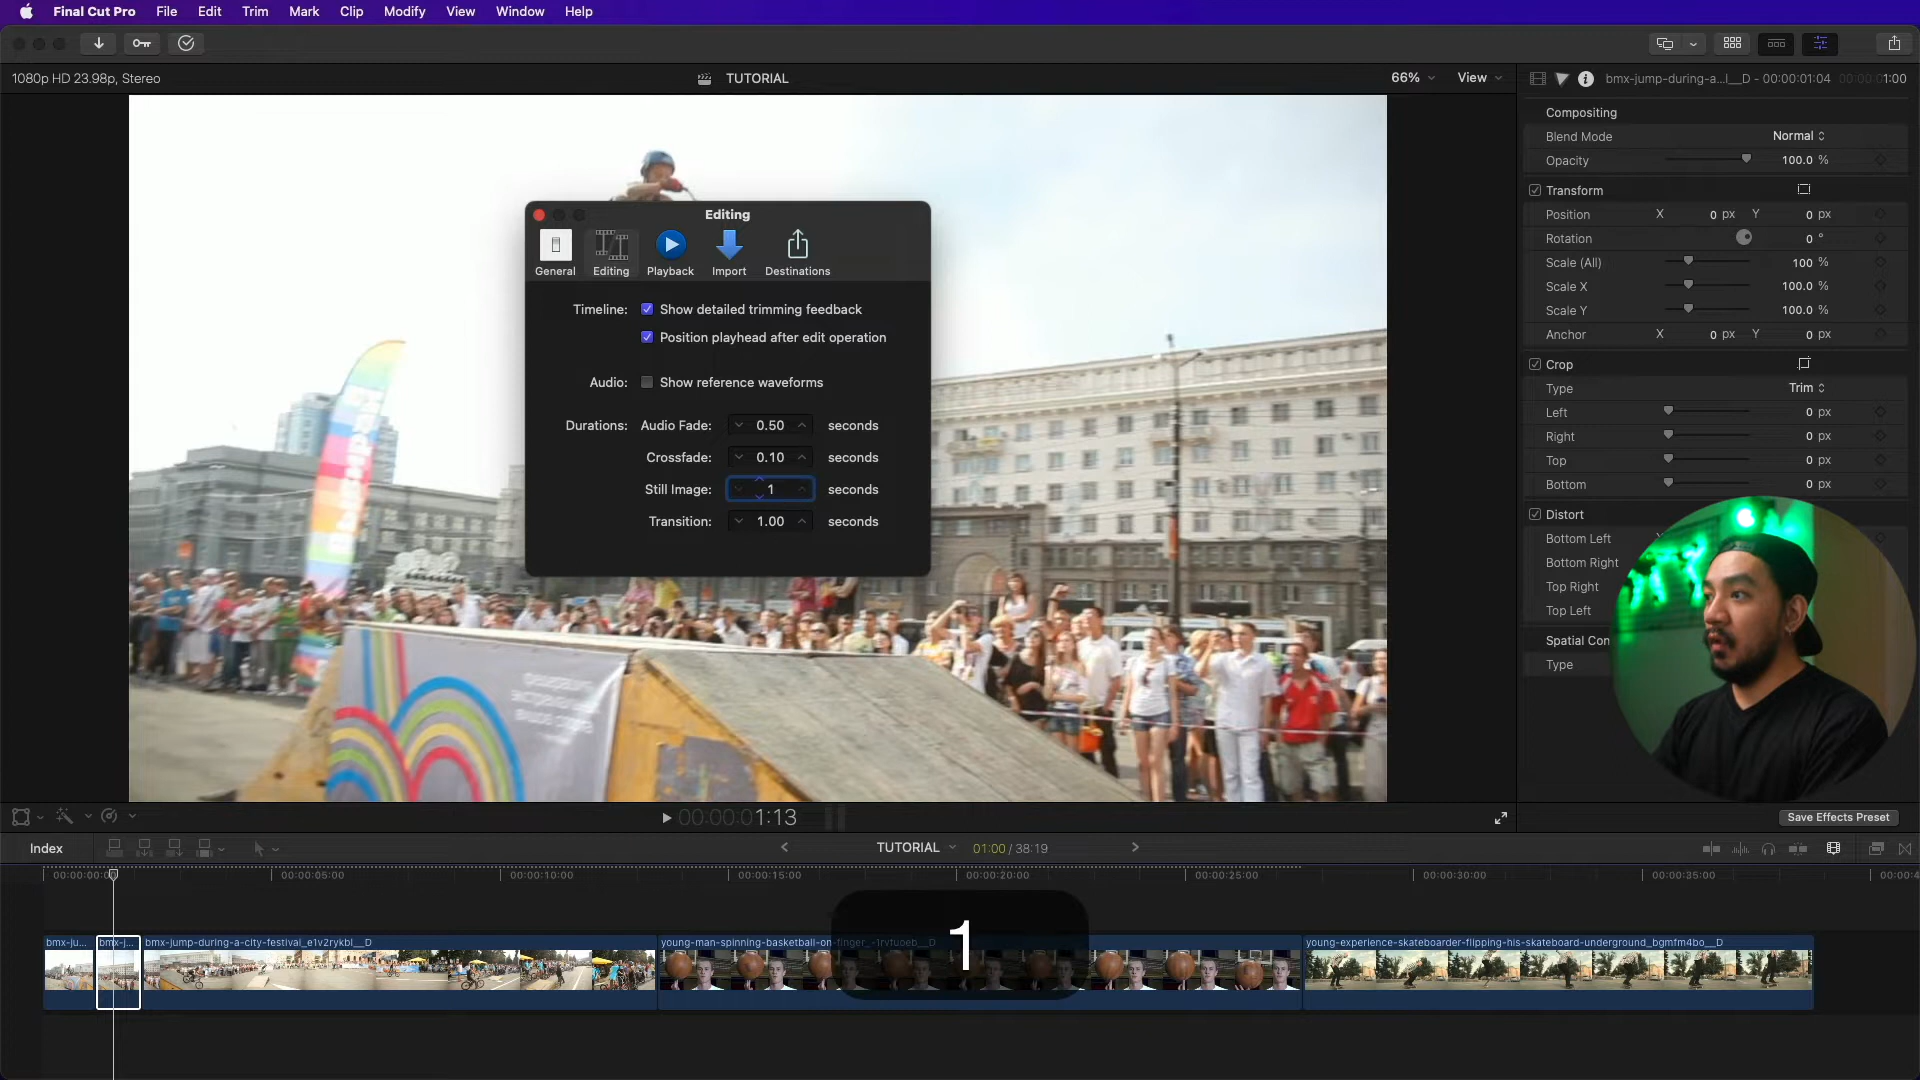 Final Cut Pro File Edit Trim Mark Clip Modify View Window Help
1080p HD 23.98p, Stereo
TUTORIAL
66%
View
bmx-jump-during-a...l__D - 00:00:01:04
00:00:01:00
Compositing
Blend Mode Normal
Opacity 100.0 %
Transform
Position X 0 px Y 0 px
Rotation 0 °
Scale (All) 100 %
Scale X 100.0 %
Scale Y 100.0 %
Anchor X 0 px Y 0 px
Crop
Type Trim
Left 0 px
Right 0 px
Top 0 px
Bottom 0 px
Distort
Bottom Left
Bottom Right
Top Right
Top Left
Spatial Con
Type
Save Effects Preset
Editing
General Editing Playback Import Destinations
Timeline: Show detailed trimming feedback
Position playhead after edit operation
Audio: Show reference waveforms
Durations: Audio Fade: 0.50 seconds
Crossfade: 0.10 seconds
Still Image: 1 seconds
Transition: 1.00 seconds
00:00:01:13
Index
TUTORIAL
01:00 / 38:19
00:00:05:00 00:00:10:00 00:00:15:00 00:00:20:00 00:00:25:00 00:00:30:00 00:00:35:00
bmx-ju... bmx-j... bmx-jump-during-a-city-festival_e1v2rykbl__D
young-man-spinning-basketball-on-finger_-1rvfuoeb__D
young-experience-skateboarder-flipping-his-skateboard-underground_bgmfm4bo__D
1